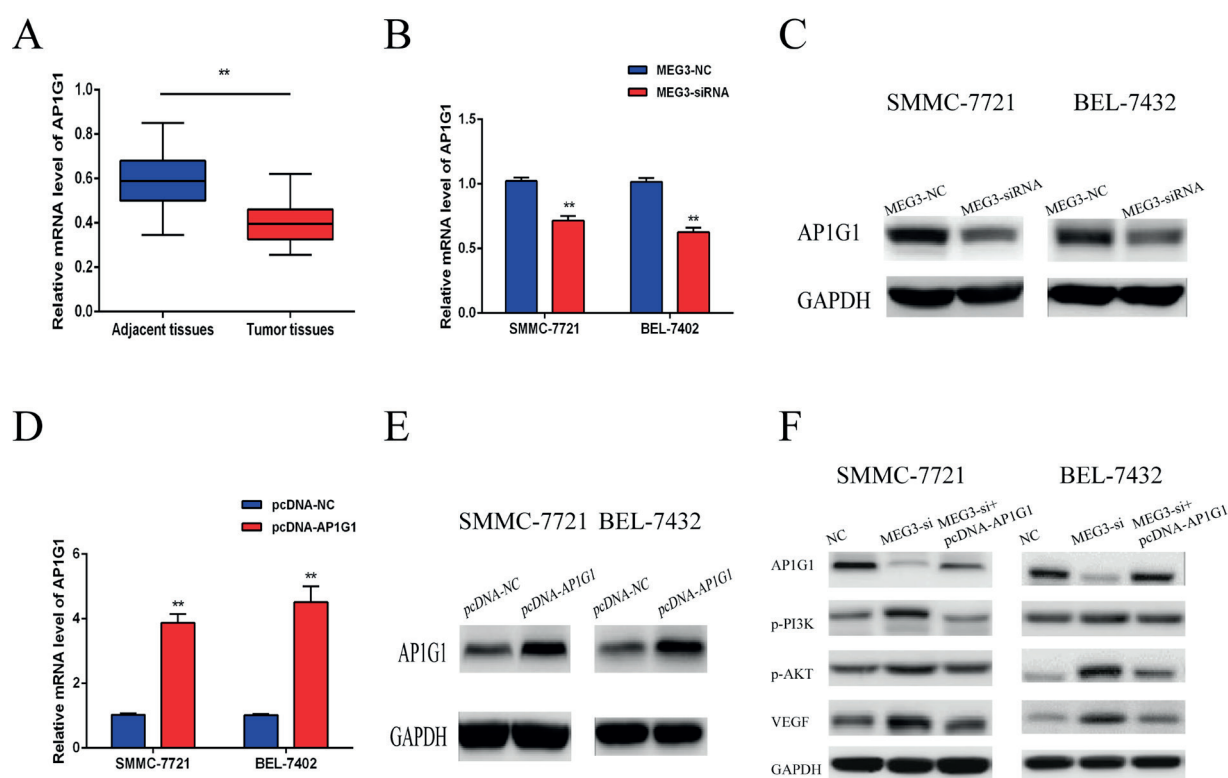 A
**
Relative mRNA level of AP1G1
1.0
0.8
0.6
0.4
0.2
0.0
Adjacent tissues Tumor tissues
B
MEG3-NC
MEG3-siRNA
Relative mRNA level of AP1G1
1.5
1.0
0.5
0.0
**
**
SMMC-7721 BEL-7402
C
SMMC-7721 BEL-7432
MEG3-NC MEG3-siRNA MEG3-NC MEG3-siRNA
AP1G1
GAPDH
D
pcDNA-NC
pcDNA-AP1G1
Relative mRNA level of AP1G1
6
4
2
0
**
**
SMMC-7721 BEL-7402
E
SMMC-7721 BEL-7432
pcDNA-NC pcDNA-AP1G1 pcDNA-NC pcDNA-AP1G1
AP1G1
GAPDH
F
SMMC-7721 BEL-7432
NC MEG3-si MEG3-si+ pcDNA-AP1G1 NC MEG3-si MEG3-si+ pcDNA-AP1G1
AP1G1
p-PI3K
p-AKT
VEGF
GAPDH